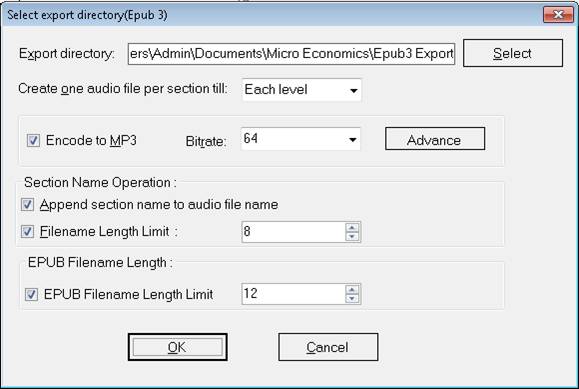 Select export directory(Epub 3)
Export directory: ers\Admin\Documents\Micro Economics\Epub3 Export Select
Create one audio file per section till: Each level
Encode to MP3 Bitrate: 64 Advance
Section Name Operation :
Append section name to audio file name
Filename Length Limit : 8
EPUB Filename Length :
EPUB Filename Length Limit 12
OK Cancel